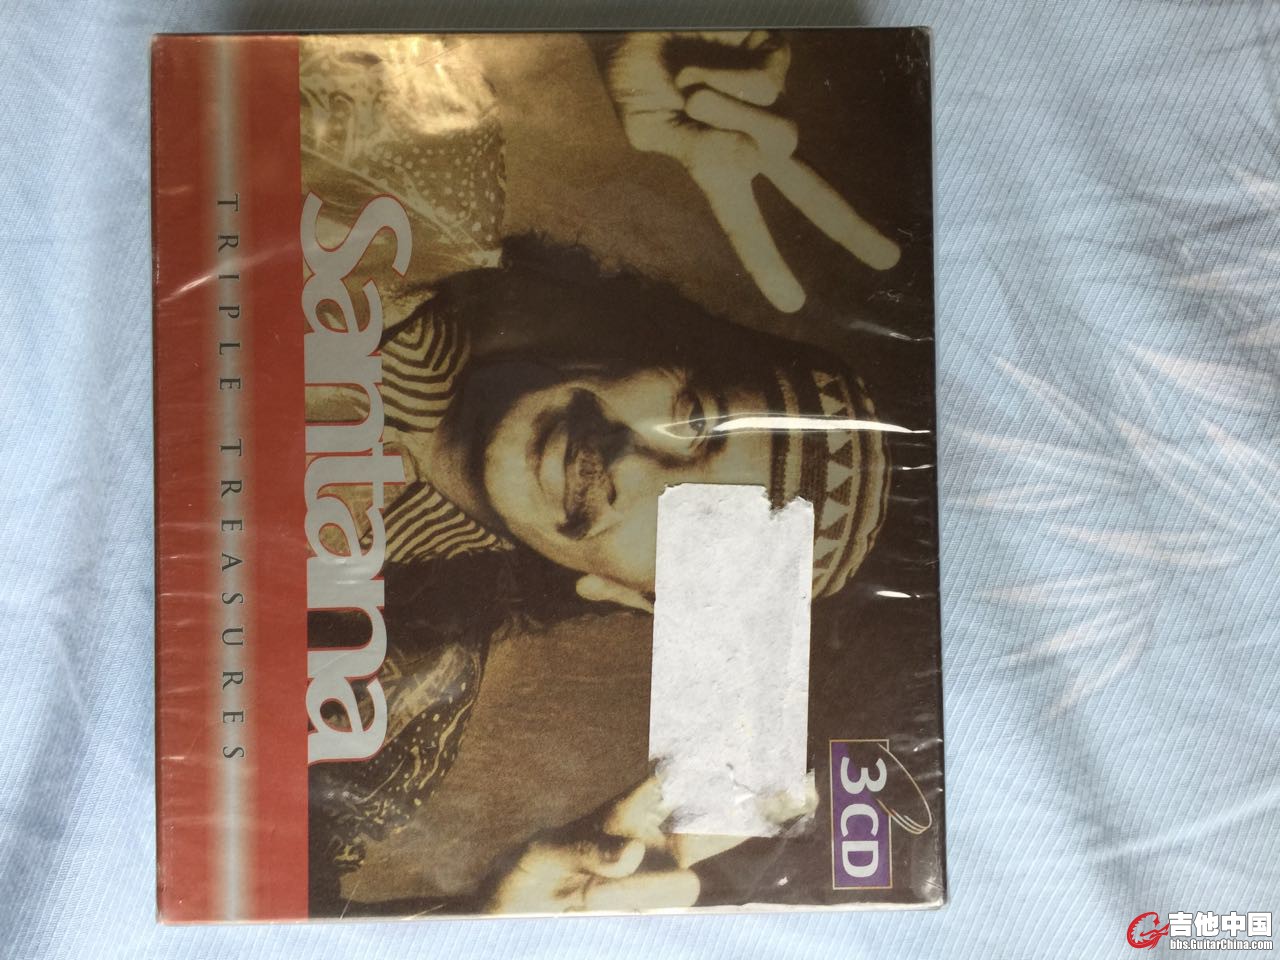 3CD
Santana
TRIPLE TREASURES
吉他中国
bbs.GuitarChina.com